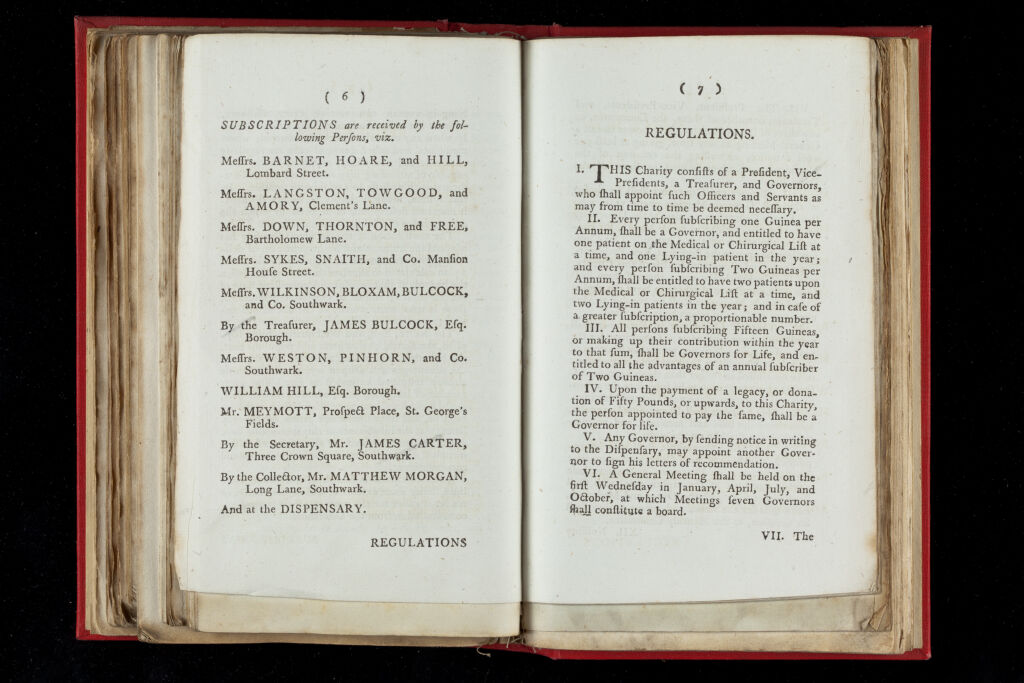 ( 6 )
SUBSCRIPTIONS are received by the fol-
lowing Perſons, viz.
Meſſrs. BARNET, HOARE, and HILL,
Lombard Street.
Meſſrs. LANGSTON, TOWGOOD, and
AMORY, Clement's Lane.
Meſſrs. DOWN, THORNTON, and FREE,
Bartholomew Lane.
Meſſrs. SYKES, SNAITH, and Co. Manſion
Houſe Street.
Meſſrs. WILKINSON, BLOXAM, BULCOCK,
and Co. Southwark.
By the Treaſurer, JAMES BULCOCK, Eſq.
Borough.
Meſſrs. WESTON, PINHORN, and Co.
Southwark.
WILLIAM HILL, Eſq. Borough.
Mr. MEYMOTT, Proſpect Place, St. George's
Fields.
By the Secretary, Mr. JAMES CARTER,
Three Crown Square, Southwark.
By the Collector, Mr. MATTHEW MORGAN,
Long Lane, Southwark.
And at the DISPENSARY.
REGULATIONS
( 7 )
REGULATIONS.
I. THIS Charity conſiſts of a Preſident, Vice-
Preſidents, a Treaſurer, and Governors,
who ſhall appoint ſuch Officers and Servants as
may from time to time be deemed neceſſary.
II. Every perſon ſubſcribing one Guinea per
Annum, ſhall be a Governor, and entitled to have
one patient on the Medical or Chirurgical Liſt at
a time, and one Lying-in patient in the year;
and every perſon ſubſcribing Two Guineas per
Annum, ſhall be entitled to have two patients upon
the Medical or Chirurgical Liſt at a time, and
two Lying-in patients in the year; and in caſe of
a greater ſubſcription, a proportionable number.
III. All perſons ſubſcribing Fifteen Guineas,
or making up their contribution within the year
to that ſum, ſhall be Governors for Life, and en-
titled to all the advantages of an annual ſubſcriber
of Two Guineas.
IV. Upon the payment of a legacy, or dona-
tion of Fifty Pounds, or upwards, to this Charity,
the perſon appointed to pay the ſame, ſhall be a
Governor for life.
V. Any Governor, by ſending notice in writing
to the Diſpenſary, may appoint another Gover-
nor to ſign his letters of recommendation.
VI. A General Meeting ſhall be held on the
firſt Wedneſday in January, April, July, and
October, at which Meetings ſeven Governors
ſhall conſtitute a board.
VII. The